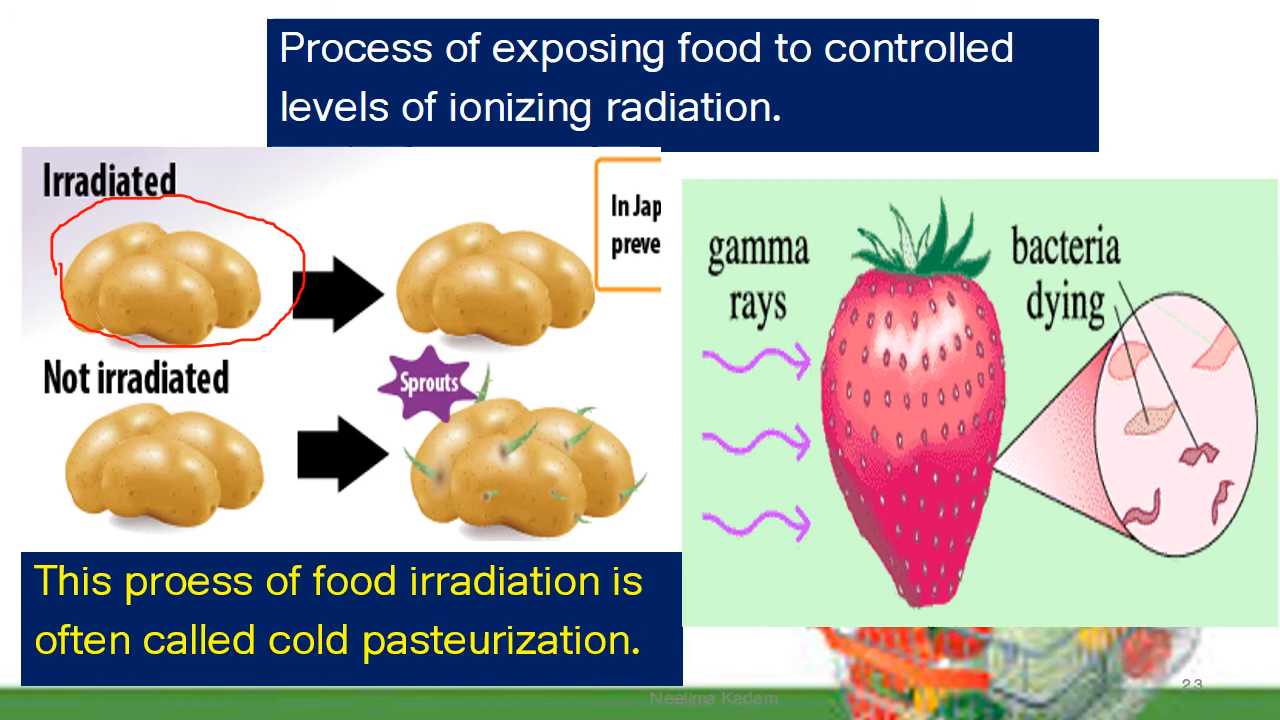 Process of exposing food to controlled
levels of ionizing radiation.
Irradiated
In Jap
preve
Not irradiated
Sprouts
gamma
rays
bacteria
dying
This proess of food irradiation is
often called cold pasteurization.
Neelima Kadam
23